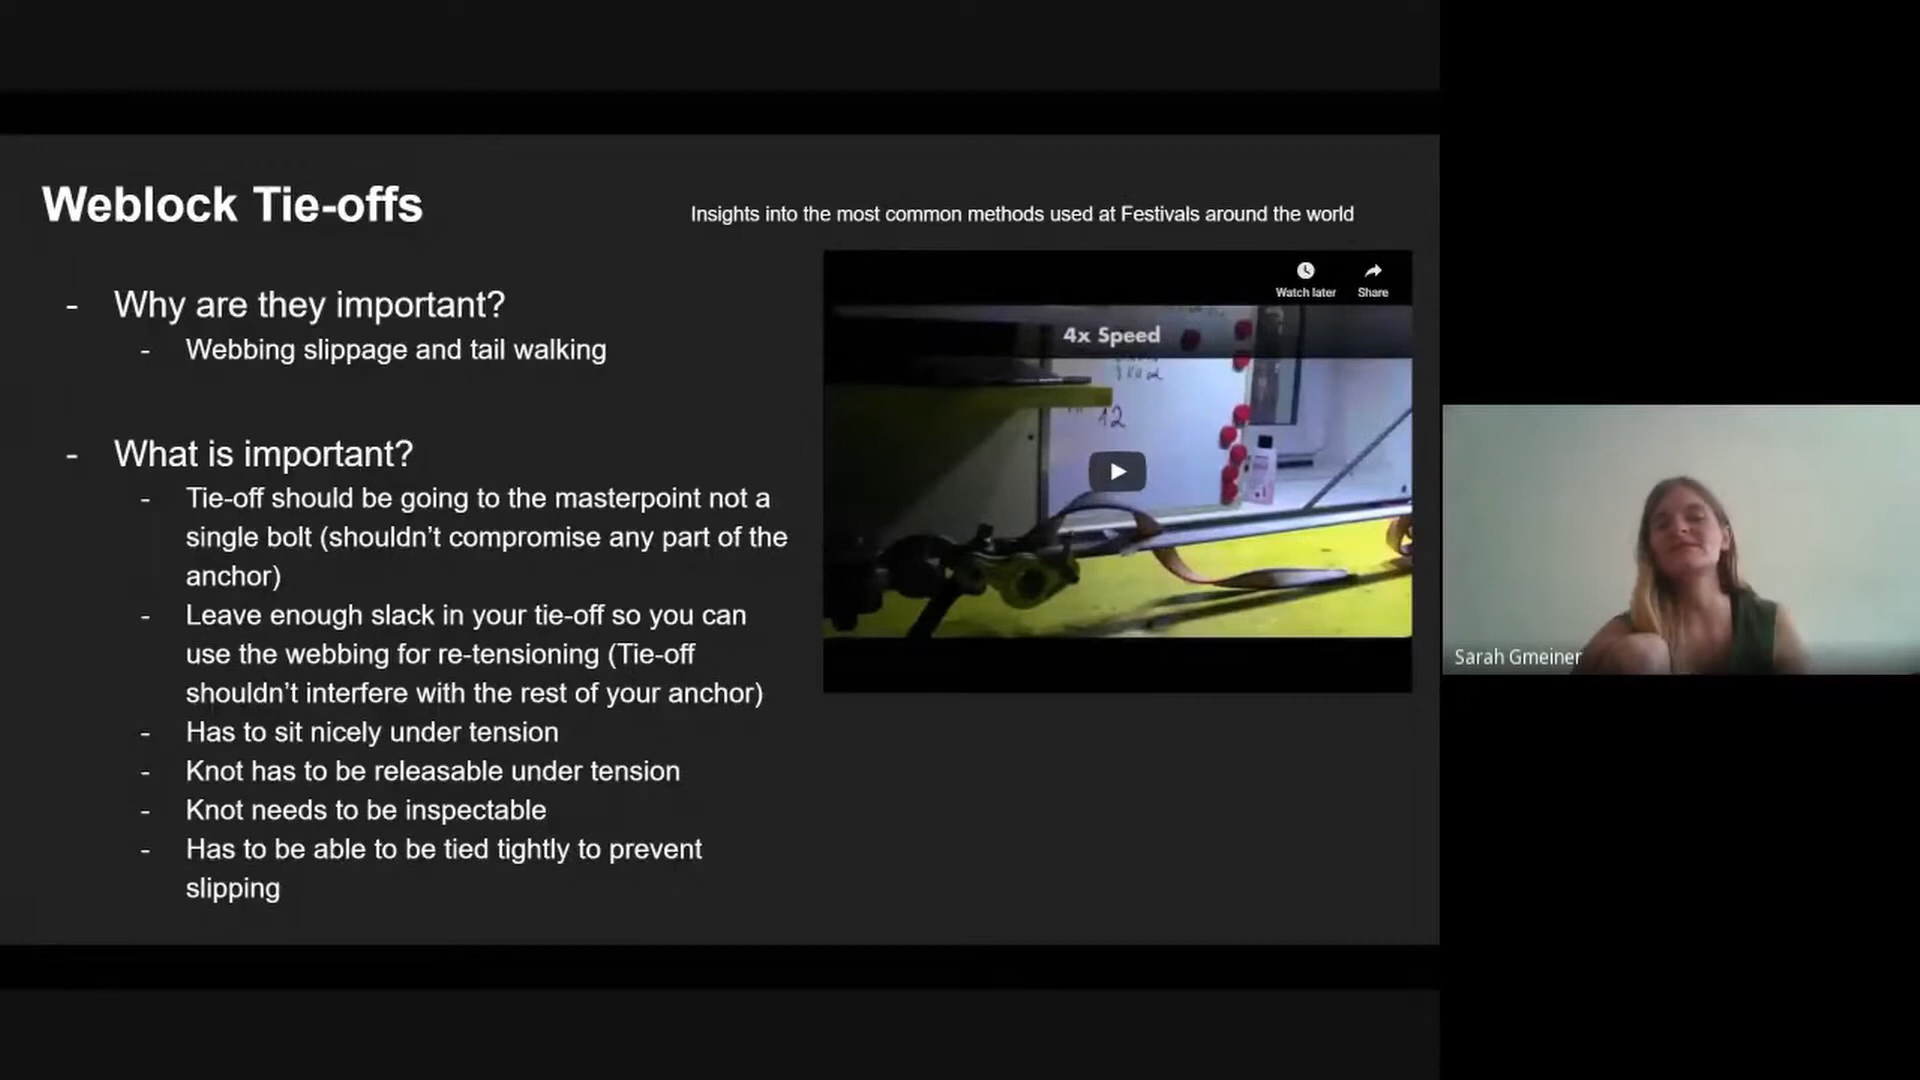 Weblock Tie-offs
Insights into the most common methods used at Festivals around the world
- Why are they important?
- Webbing slippage and tail walking
- What is important?
- Tie-off should be going to the masterpoint not a
single bolt (shouldn't compromise any part of the
anchor)
- Leave enough slack in your tie-off so you can
use the webbing for re-tensioning (Tie-off
shouldn't interfere with the rest of your anchor)
- Has to sit nicely under tension
- Knot has to be releasable under tension
- Knot needs to be inspectable
- Has to be able to be tied tightly to prevent
slipping
Watch later
Share
4x Speed
12
Sarah Gmeiner